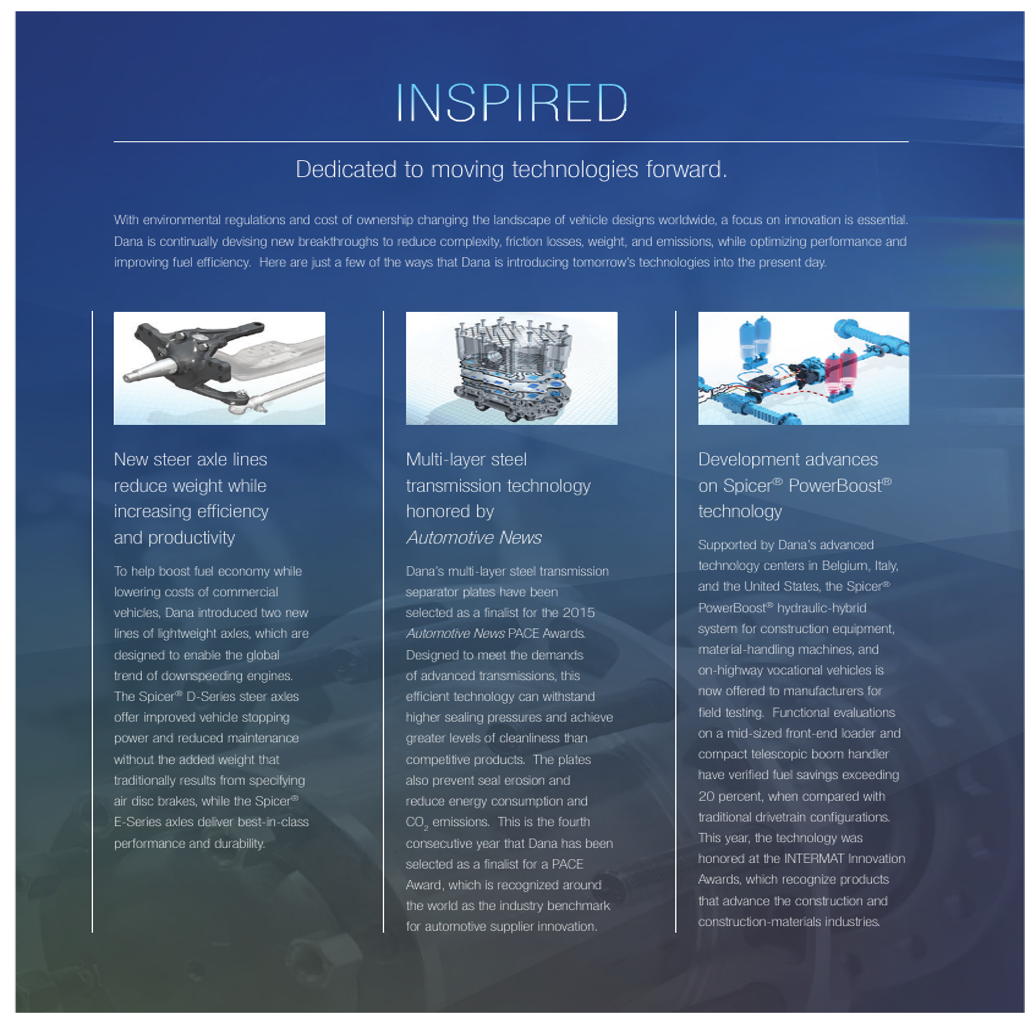 INSPIRED
Dedicated to moving technologies forward.
With environmental regulations and cost of ownership changing the landscape of vehicle designs worldwide, a focus on innovation is essential.
Dana is continually devising new breakthroughs to reduce complexity, friction losses, weight, and emissions, while optimizing performance and
improving fuel efficiency.  Here are just a few of the ways that Dana is introducing tomorrow's technologies into the present day.
New steer axle lines
reduce weight while
increasing efficiency
and productivity
To help boost fuel economy while
lowering costs of commercial
vehicles, Dana introduced two new
lines of lightweight axles, which are
designed to enable the global
trend of downspeeding engines.
The Spicer® D-Series steer axles
offer improved vehicle stopping
power and reduced maintenance
without the added weight that
traditionally results from specifying
air disc brakes, while the Spicer®
E-Series axles deliver best-in-class
performance and durability.
Multi-layer steel
transmission technology
honored by
Automotive News
Dana's multi-layer steel transmission
separator plates have been
selected as a finalist for the 2015
Automotive News PACE Awards.
Designed to meet the demands
of advanced transmissions, this
efficient technology can withstand
higher sealing pressures and achieve
greater levels of cleanliness than
competitive products.  The plates
also prevent seal erosion and
reduce energy consumption and
CO₂ emissions.  This is the fourth
consecutive year that Dana has been
selected as a finalist for a PACE
Award, which is recognized around
the world as the industry benchmark
for automotive supplier innovation.
Development advances
on Spicer® PowerBoost®
technology
Supported by Dana's advanced
technology centers in Belgium, Italy,
and the United States, the Spicer®
PowerBoost® hydraulic-hybrid
system for construction equipment,
material-handling machines, and
on-highway vocational vehicles is
now offered to manufacturers for
field testing.  Functional evaluations
on a mid-sized front-end loader and
compact telescopic boom handler
have verified fuel savings exceeding
20 percent, when compared with
traditional drivetrain configurations.
This year, the technology was
honored at the INTERMAT Innovation
Awards, which recognize products
that advance the construction and
construction-materials industries.